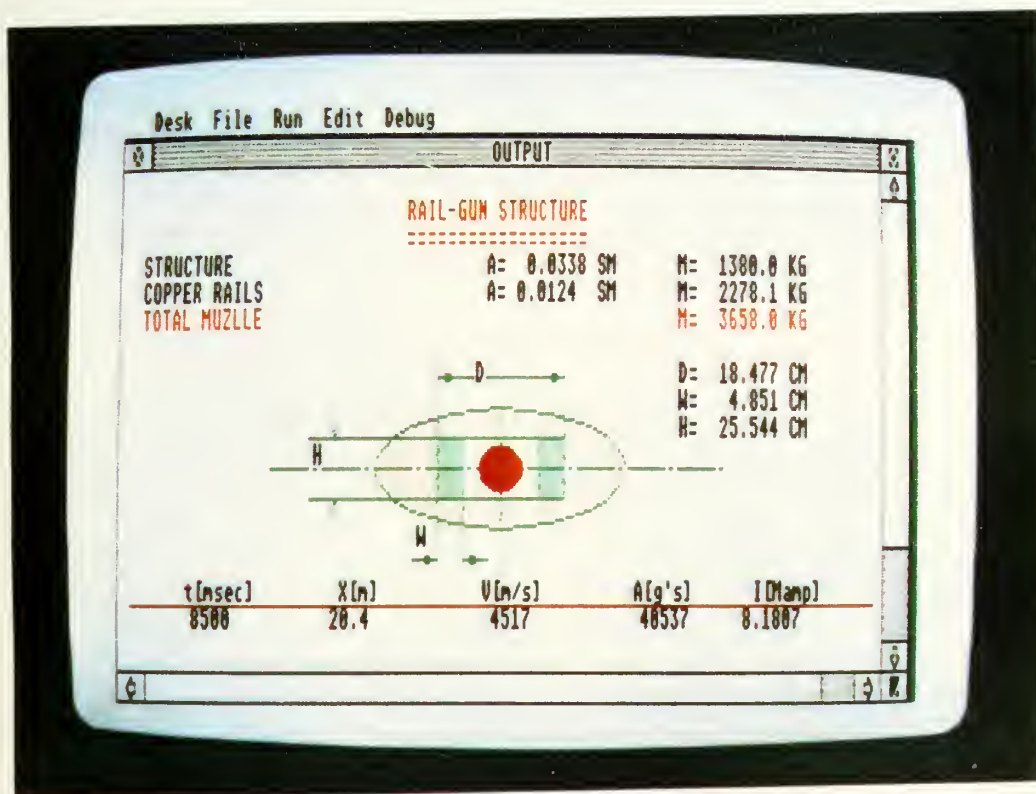 Desk File Run Edit Debug
OUTPUT
RAIL-GUN STRUCTURE
STRUCTURE A= 0.0338 SM M= 1380.0 KG
COPPER RAILS A= 0.0124 SM M= 2278.1 KG
TOTAL MUZLLE M= 3658.0 KG
D D= 18.477 CM
W= 4.851 CM
H= 25.544 CM
H
W
t[msec] X[m] V[m/s] A[g's] I[Mamp]
8500 20.4 4517 40537 8.1807